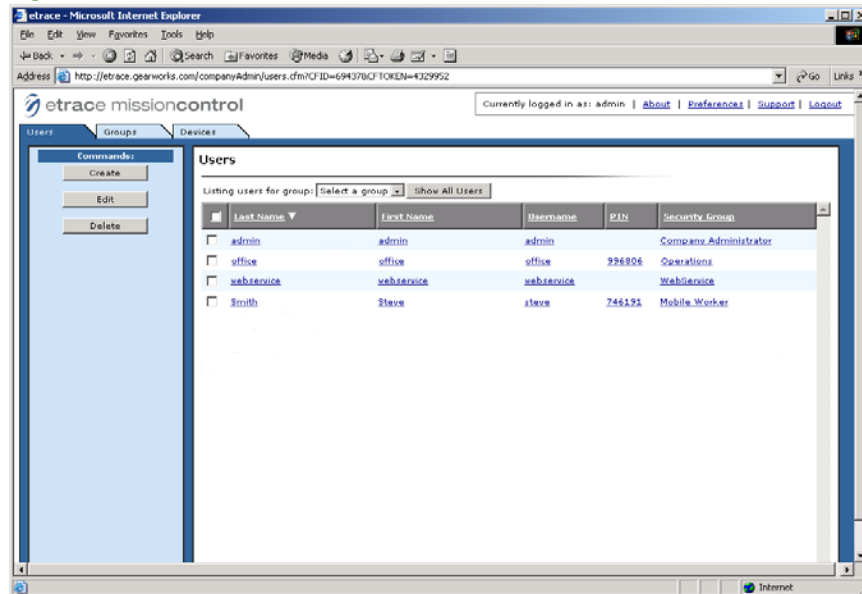 etrace - Microsoft Internet Explorer
File Edit View Favorites Tools Help
Back Search Favorites Media
Address http://etrace.gearworks.com/companyAdmin/users.cfm?CFID=69437&CFTOKEN=4329952 Go Links
etrace missioncontrol
Currently logged in as: admin | About | Preferences | Support | Logout
Users Groups Devices
Commands:
Create
Edit
Delete
Users
Listing users for group: Select a group Show All Users
Last Name First Name Username PIN Security Group
admin admin admin Company Administrator
office office office 996806 Operations
webservice webservice webservice WebService
Smith Steve steve 746191 Mobile Worker
Internet